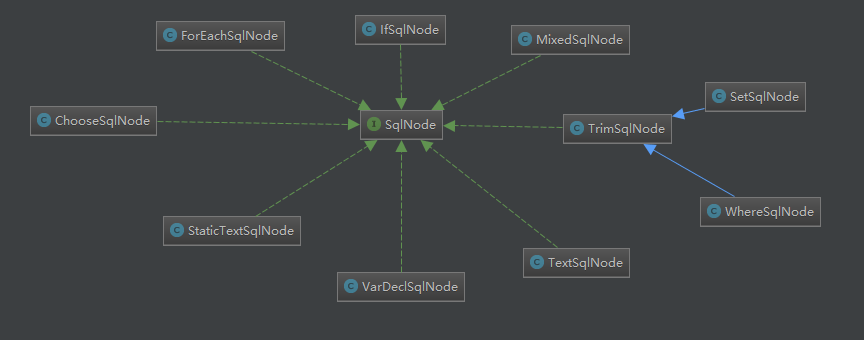 IfSqlNode
C ForEachSqlNode
C MixedSqlNode
C SetSqlNode
C ChooseSqlNode
I SqlNode
C TrimSqlNode
C WhereSqlNode
C StaticTextSqlNode
C TextSqlNode
C VarDeclSqlNode